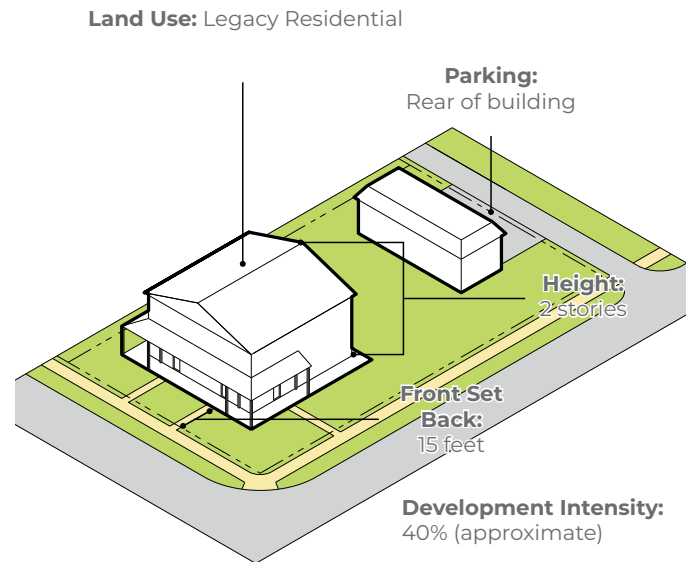 Land Use: Legacy Residential
Parking:
Rear of building
Height:
2 stories
Front Set
Back:
15 feet
Development Intensity:
40% (approximate)